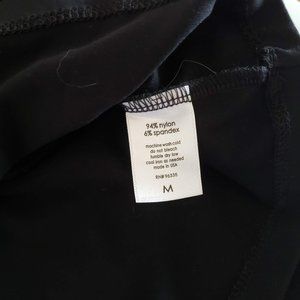 94% nylon
6% spandex
machine wash cold
do not bleach
tumble dry low
cool iron as needed
made in USA
RN# 96335
M